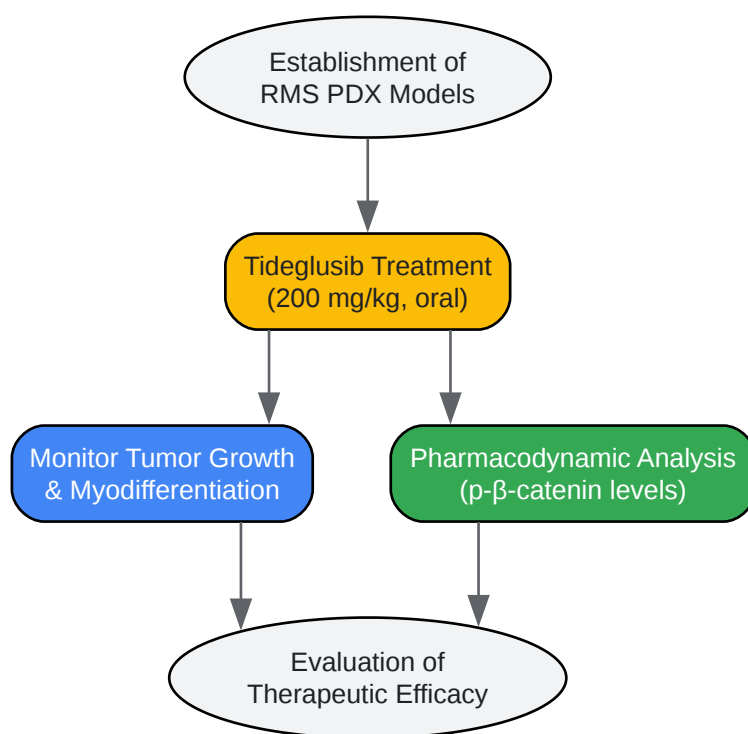 Establishment of
RMS PDX Models
Tideglusib Treatment
(200 mg/kg, oral)
Monitor Tumor Growth
& Myodifferentiation
Pharmacodynamic Analysis
(p-β-catenin levels)
Evaluation of
Therapeutic Efficacy